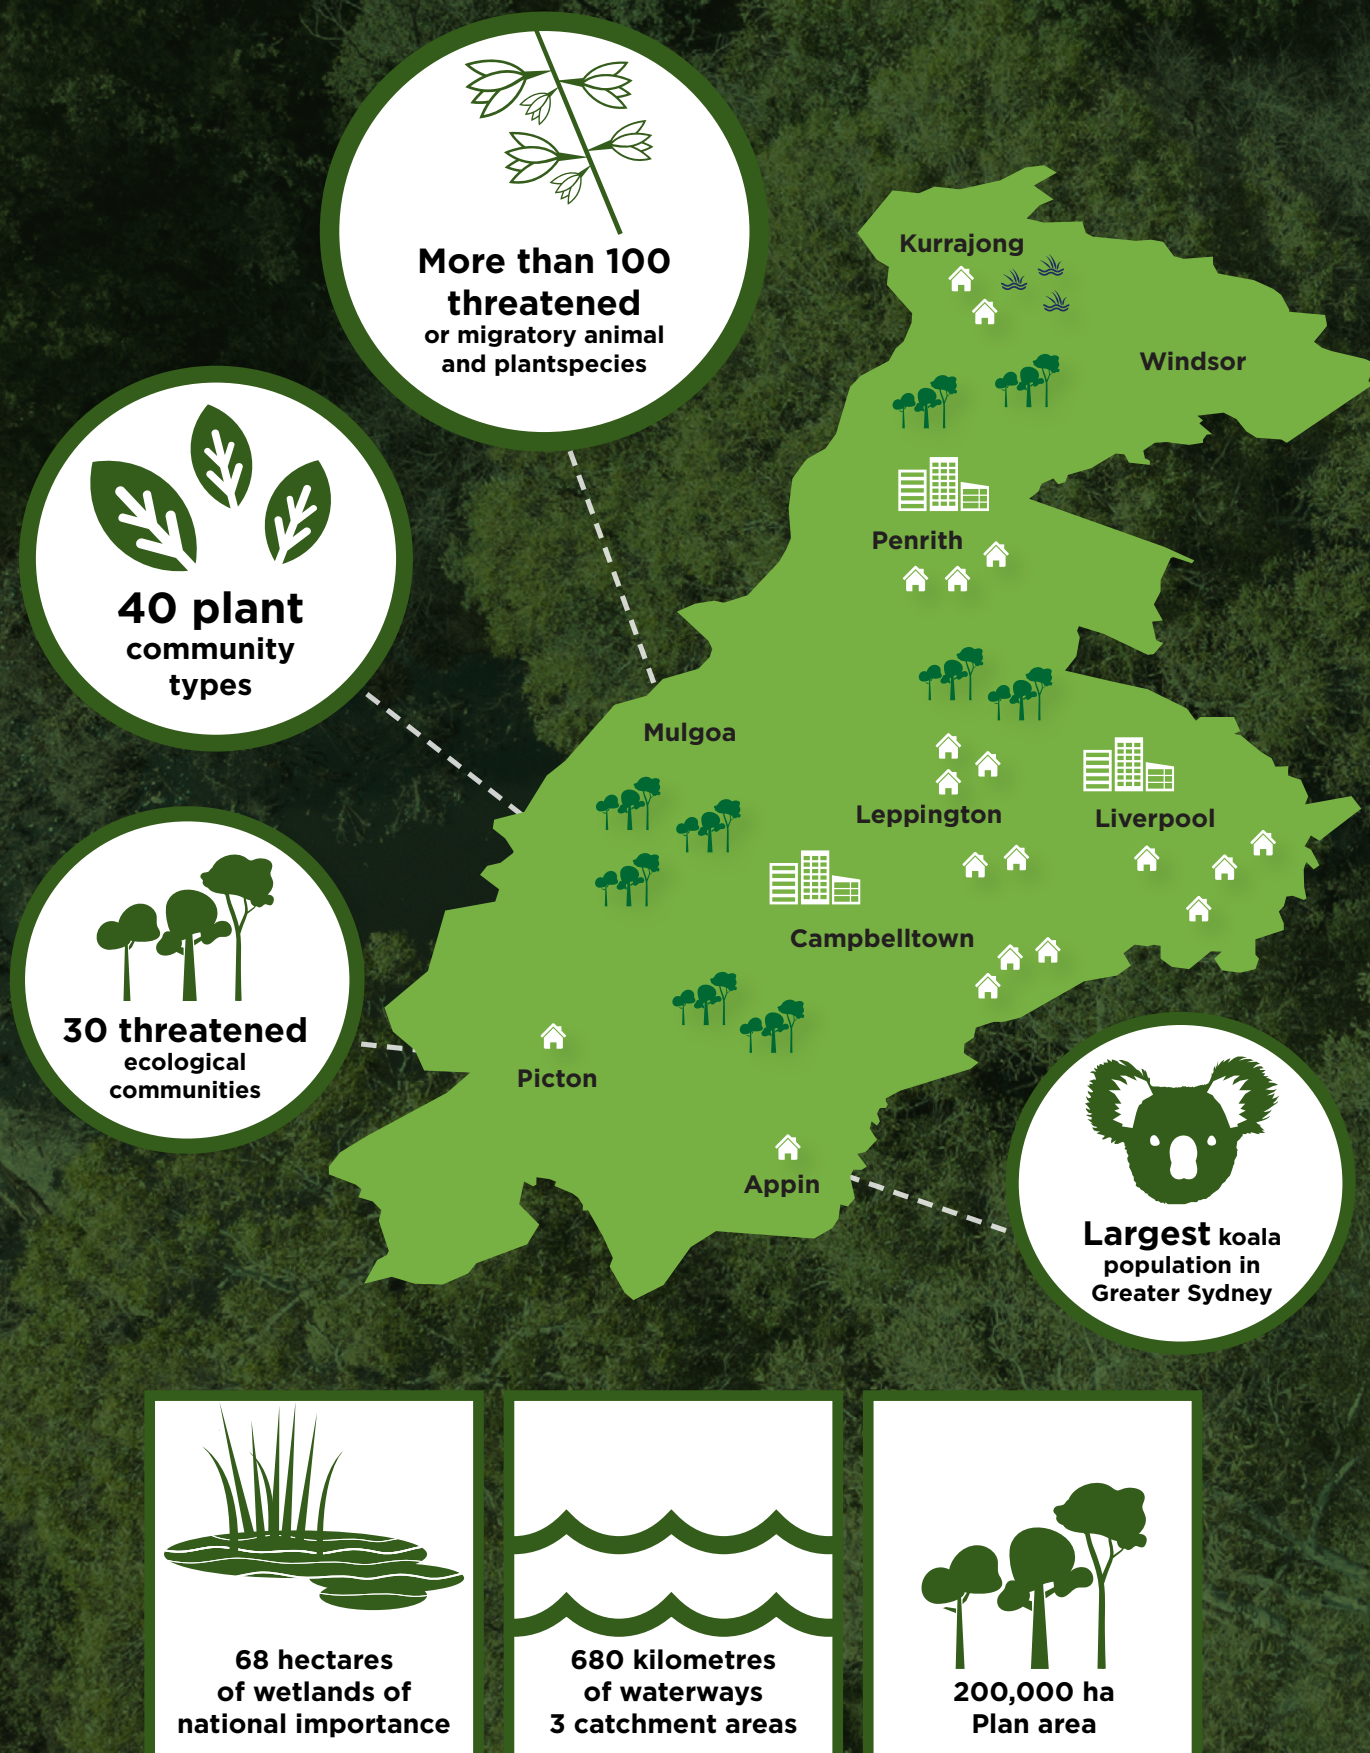 More than 100
threatened
or migratory animal
and plantspecies
40 plant
community
types
30 threatened
ecological
communities
Kurrajong
Windsor
Penrith
Mulgoa
Leppington
Liverpool
Campbelltown
Picton
Appin
Largest koala
population in
Greater Sydney
68 hectares
of wetlands of
national importance
680 kilometres
of waterways
3 catchment areas
200,000 ha
Plan area